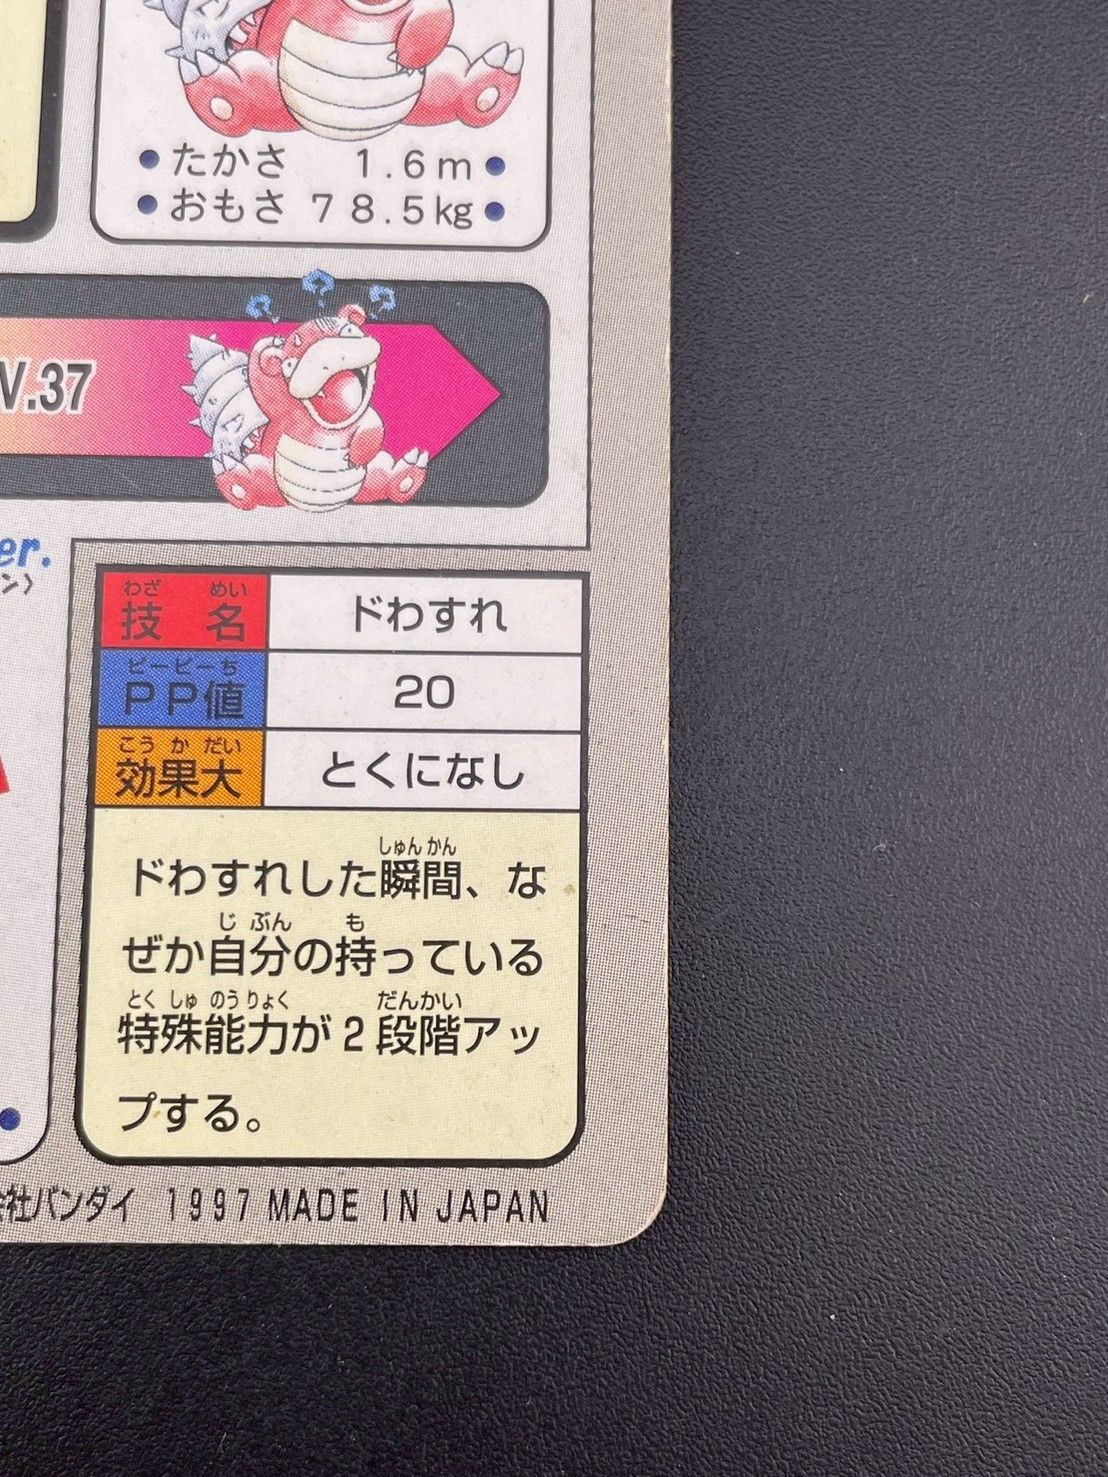 たかさ 1.6m
おもさ 78.5kg
V.37
er.
ン〉
わざ めい
技 名 ドわすれ
ピーピーち
PP値 20
こう か だい
効果大 とくになし
しゅんかん
ドわすれした瞬間、な
じ ぶん も
ぜか自分の持っている
とく しゅ のうりょく だんかい
特殊能力が2段階アッ
プする。
会社バンダイ 1997 MADE IN JAPAN